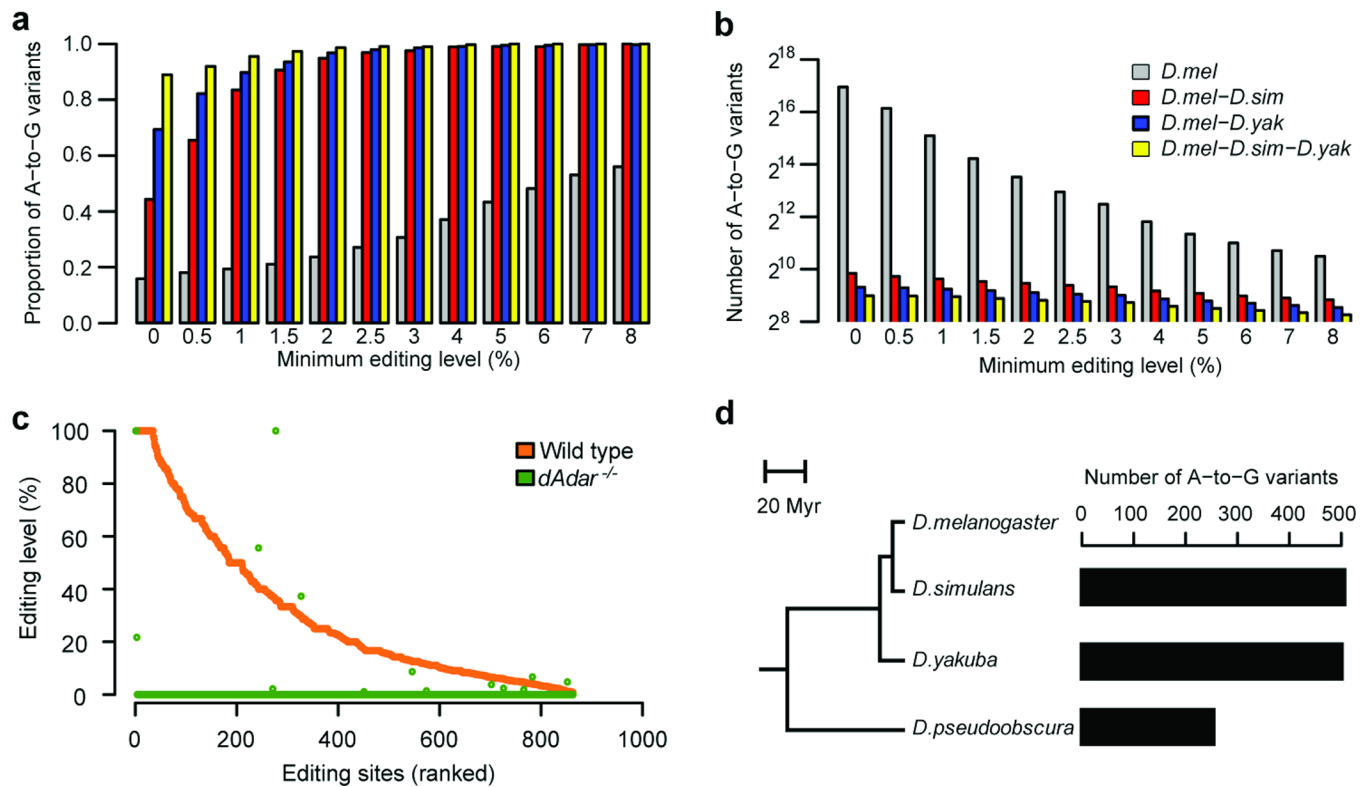 a
Proportion of A-to-G variants
1.0
0.8
0.6
0.4
0.2
0.0
0 0.5 1 1.5 2 2.5 3 4 5 6 7 8
Minimum editing level (%)
b
Number of A-to-G variants
2^18
2^16
2^14
2^12
2^10
2^8
D.mel
D.mel-D.sim
D.mel-D.yak
D.mel-D.sim-D.yak
0 0.5 1 1.5 2 2.5 3 4 5 6 7 8
Minimum editing level (%)
c
Editing level (%)
100
80
60
40
20
0
Wild type
dAdar -/-
0 200 400 600 800 1000
Editing sites (ranked)
d
20 Myr
Number of A-to-G variants
0 100 200 300 400 500
D.melanogaster
D.simulans
D.yakuba
D.pseudoobscura